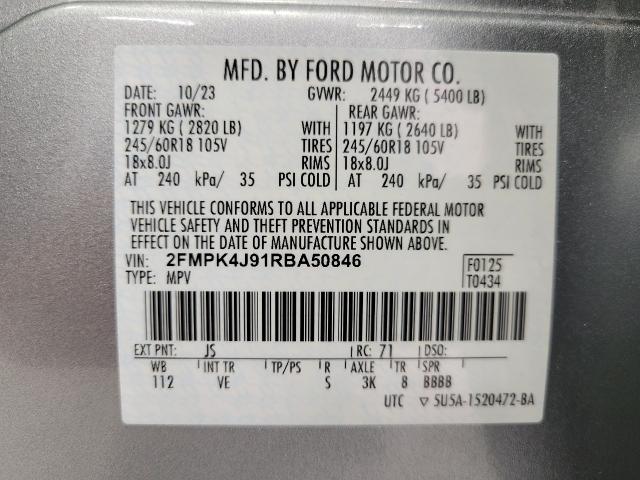 MFD. BY FORD MOTOR CO.
DATE: 10/23 GVWR: 2449 KG ( 5400 LB)
FRONT GAWR: REAR GAWR:
1279 KG ( 2820 LB) WITH 1197 KG ( 2640 LB) WITH
245/60R18 105V TIRES 245/60R18 105V TIRES
18x8.0J RIMS 18x8.0J RIMS
AT 240 kPa/ 35 PSI COLD AT 240 kPa/ 35 PSI COLD
THIS VEHICLE CONFORMS TO ALL APPLICABLE FEDERAL MOTOR
VEHICLE SAFETY AND THEFT PREVENTION STANDARDS IN
EFFECT ON THE DATE OF MANUFACTURE SHOWN ABOVE.
VIN: 2FMPK4J91RBA50846 F0125
TYPE: MPV T0434
EXT PNT: JS RC: 71 DSO:
WB INT TR TP/PS R AXLE TR SPR
112 VE S 3K 8 BBBB
UTC ▽ 5U5A-1520472-BA